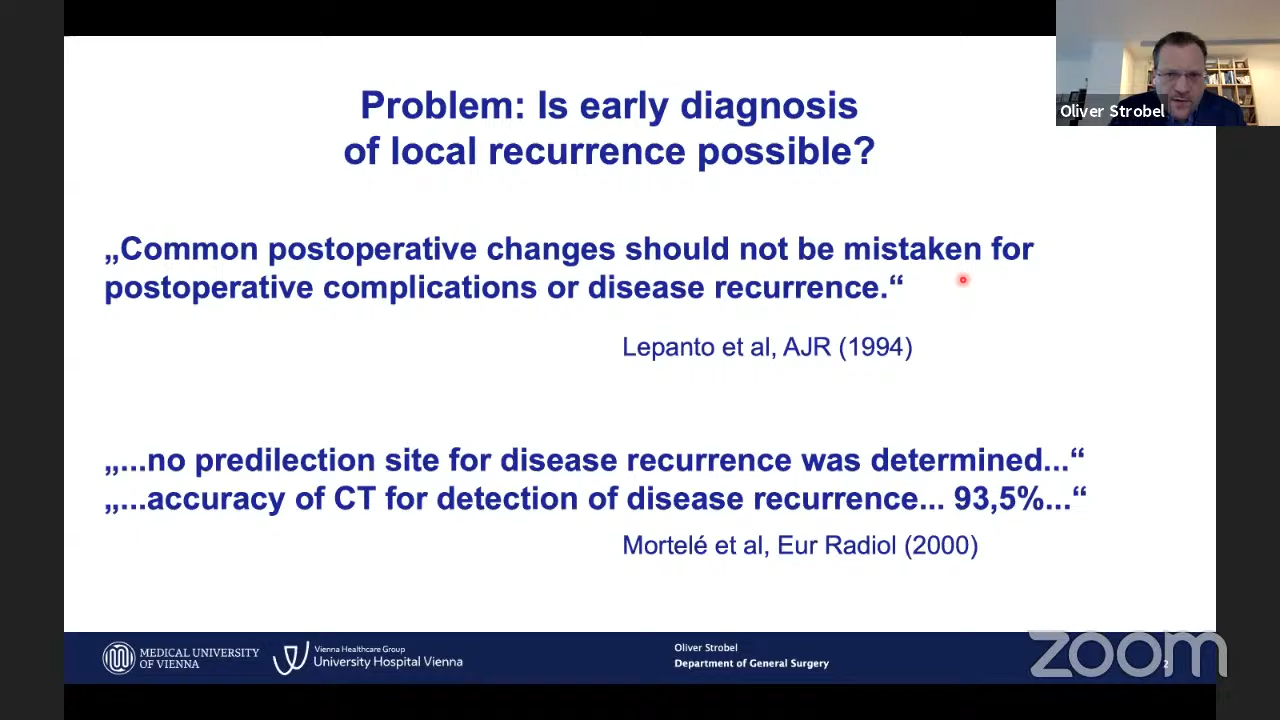 Problem: Is early diagnosis
of local recurrence possible?
Oliver Strobel
„Common postoperative changes should not be mistaken for
postoperative complications or disease recurrence.“
Lepanto et al, AJR (1994)
„...no predilection site for disease recurrence was determined...“
„...accuracy of CT for detection of disease recurrence... 93,5%...“
Mortelé et al, Eur Radiol (2000)
MEDICAL UNIVERSITY
OF VIENNA
Vienna Healthcare Group
University Hospital Vienna
Oliver Strobel
Department of General Surgery
zoom
2